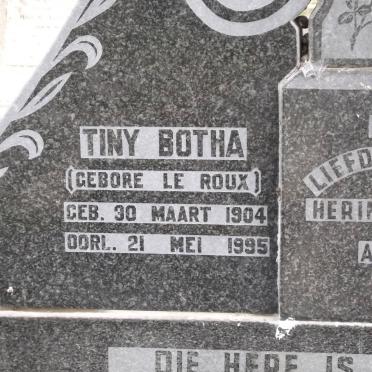 TINY BOTHA
(GEBORE LE ROUX)
GEB. 30 MAART 1904
OORL. 21 MEI 1995
DIE HERE IS